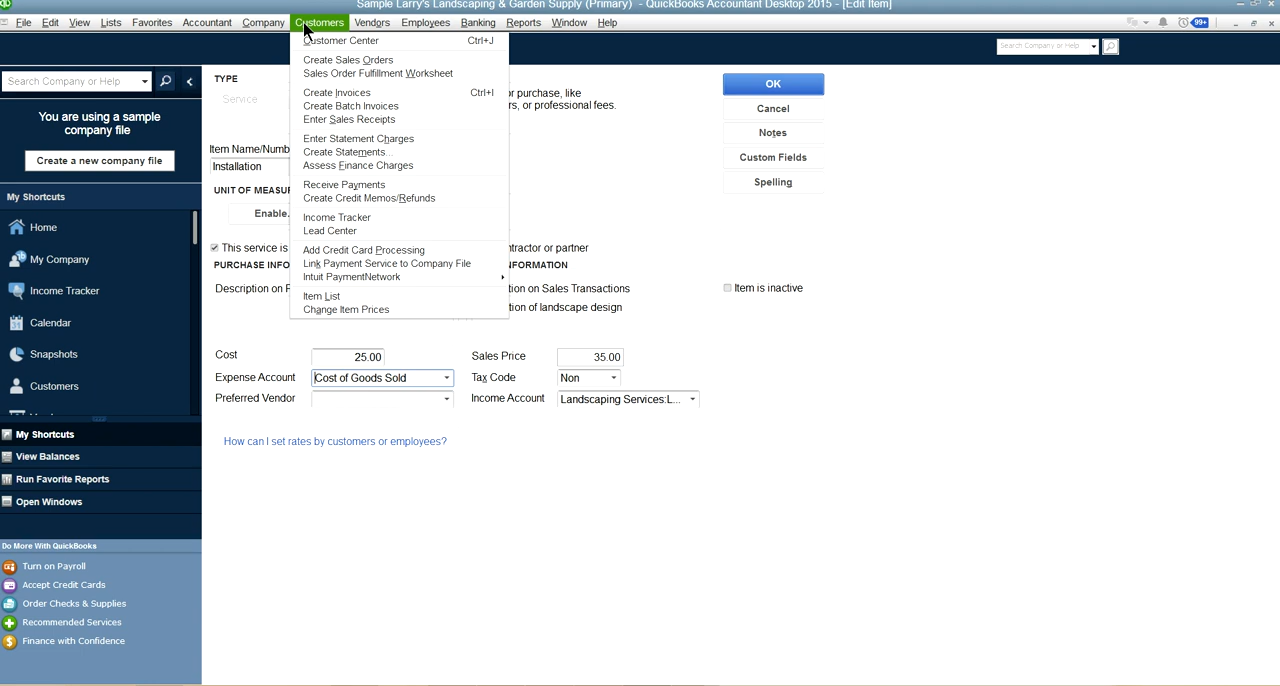 Sample Larry's Landscaping & Garden Supply (Primary) - QuickBooks Accountant Desktop 2015 - [Edit Item]
File Edit View Lists Favorites Accountant Company Customers Vendors Employees Banking Reports Window Help
99+
Search Company or Help
Search Company or Help
You are using a sample
company file
Create a new company file
My Shortcuts
Home
My Company
Income Tracker
Calendar
Snapshots
Customers
My Shortcuts
View Balances
Run Favorite Reports
Open Windows
Do More With QuickBooks
Turn on Payroll
Accept Credit Cards
Order Checks & Supplies
Recommended Services
Finance with Confidence
Customer Center Ctrl+J
Create Sales Orders
Sales Order Fulfillment Worksheet
Create Invoices Ctrl+I
Create Batch Invoices
Enter Sales Receipts
Enter Statement Charges
Create Statements...
Assess Finance Charges
Receive Payments
Create Credit Memos/Refunds
Income Tracker
Lead Center
Add Credit Card Processing
Link Payment Service to Company File
Intuit PaymentNetwork
Item List
Change Item Prices
TYPE
Service
or purchase, like
rs, or professional fees.
Item Name/Numb
Installation
UNIT OF MEASUR
Enable.
This service is
tractor or partner
PURCHASE INFO
FORMATION
Description on P
ion on Sales Transactions
tion of landscape design
Cost 25.00 Sales Price 35.00
Expense Account Cost of Goods Sold Tax Code Non
Preferred Vendor Income Account Landscaping Services:L...
How can I set rates by customers or employees?
OK
Cancel
Notes
Custom Fields
Spelling
Item is inactive